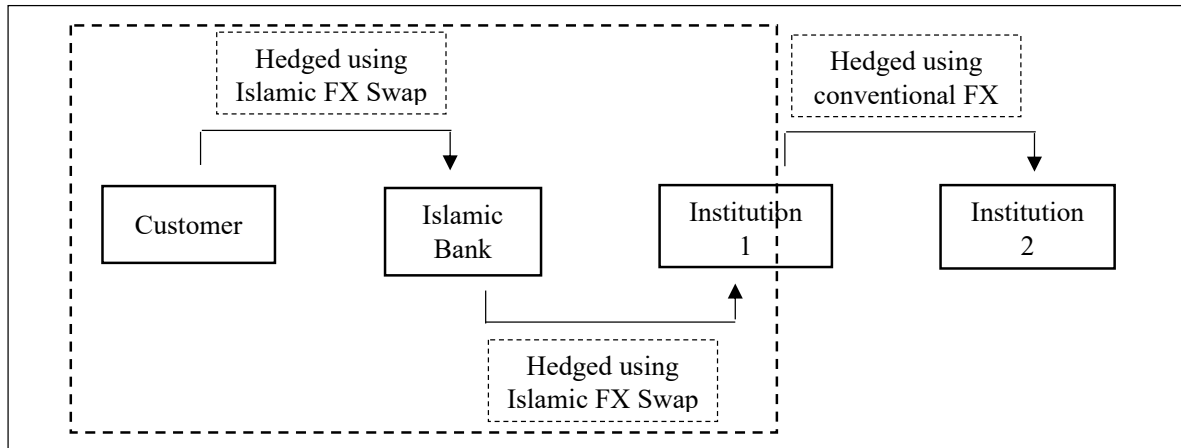 Hedged using
Islamic FX Swap
Hedged using
conventional FX
Customer
Islamic
Bank
Institution
1
Institution
2
Hedged using
Islamic FX Swap